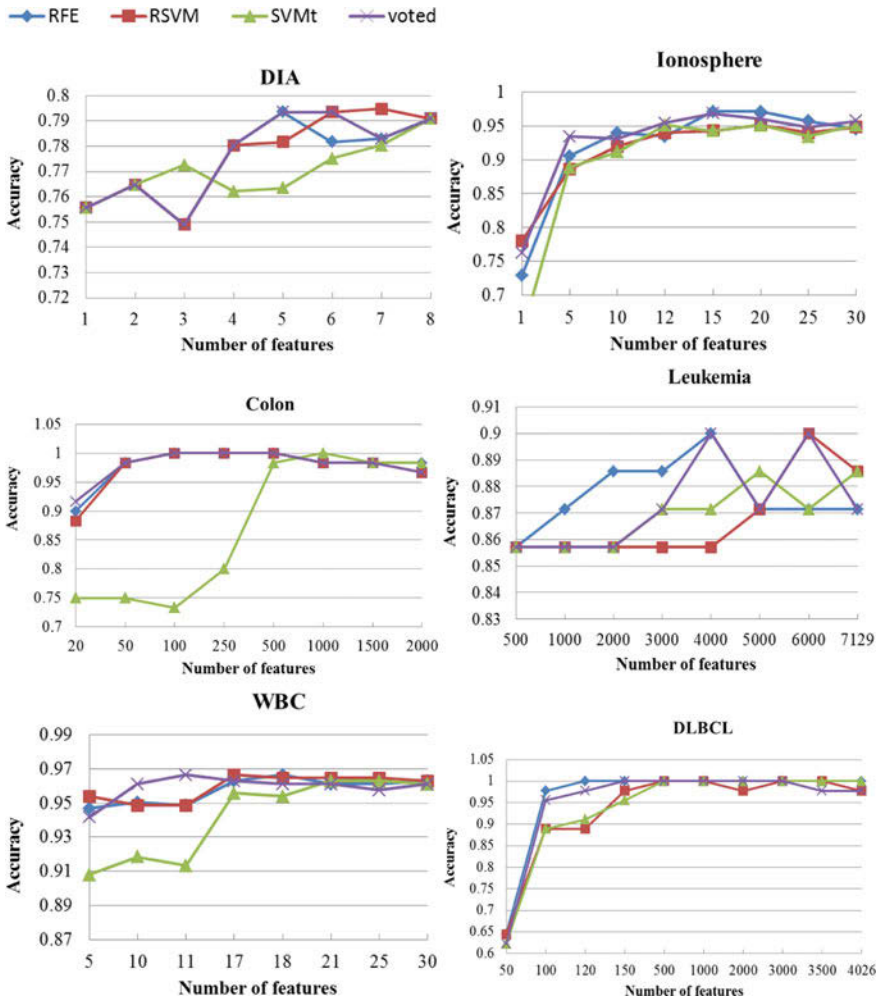 RFE RSVM SVMt voted
DIA
Accuracy
0.8
0.79
0.78
0.77
0.76
0.75
0.74
0.73
0.72
1 2 3 4 5 6 7 8
Number of features
Ionosphere
Accuracy
1
0.95
0.9
0.85
0.8
0.75
0.7
1 5 10 12 15 20 25 30
Number of features
Colon
Accuracy
1.05
1
0.95
0.9
0.85
0.8
0.75
0.7
20 50 100 250 500 1000 1500 2000
Number of features
Leukemia
Accuracy
0.91
0.9
0.89
0.88
0.87
0.86
0.85
0.84
0.83
500 1000 2000 3000 4000 5000 6000 7129
Number of features
WBC
Accuracy
0.99
0.97
0.95
0.93
0.91
0.89
0.87
5 10 11 17 18 21 25 30
Number of features
DLBCL
Accuracy
1.05
1
0.95
0.9
0.85
0.8
0.75
0.7
0.65
0.6
50 100 120 150 500 1000 2000 3000 3500 4026
Number of features